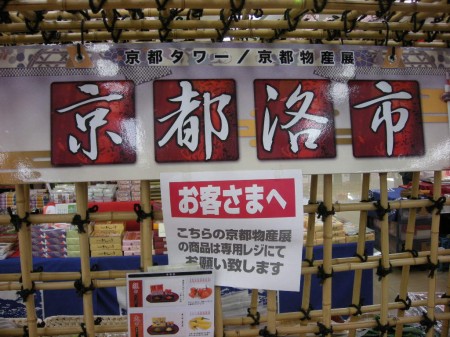 京都タワー／京都物産展
京都洛市
お客さまへ
こちらの京都物産展
の商品は専用レジにて
お願い致します